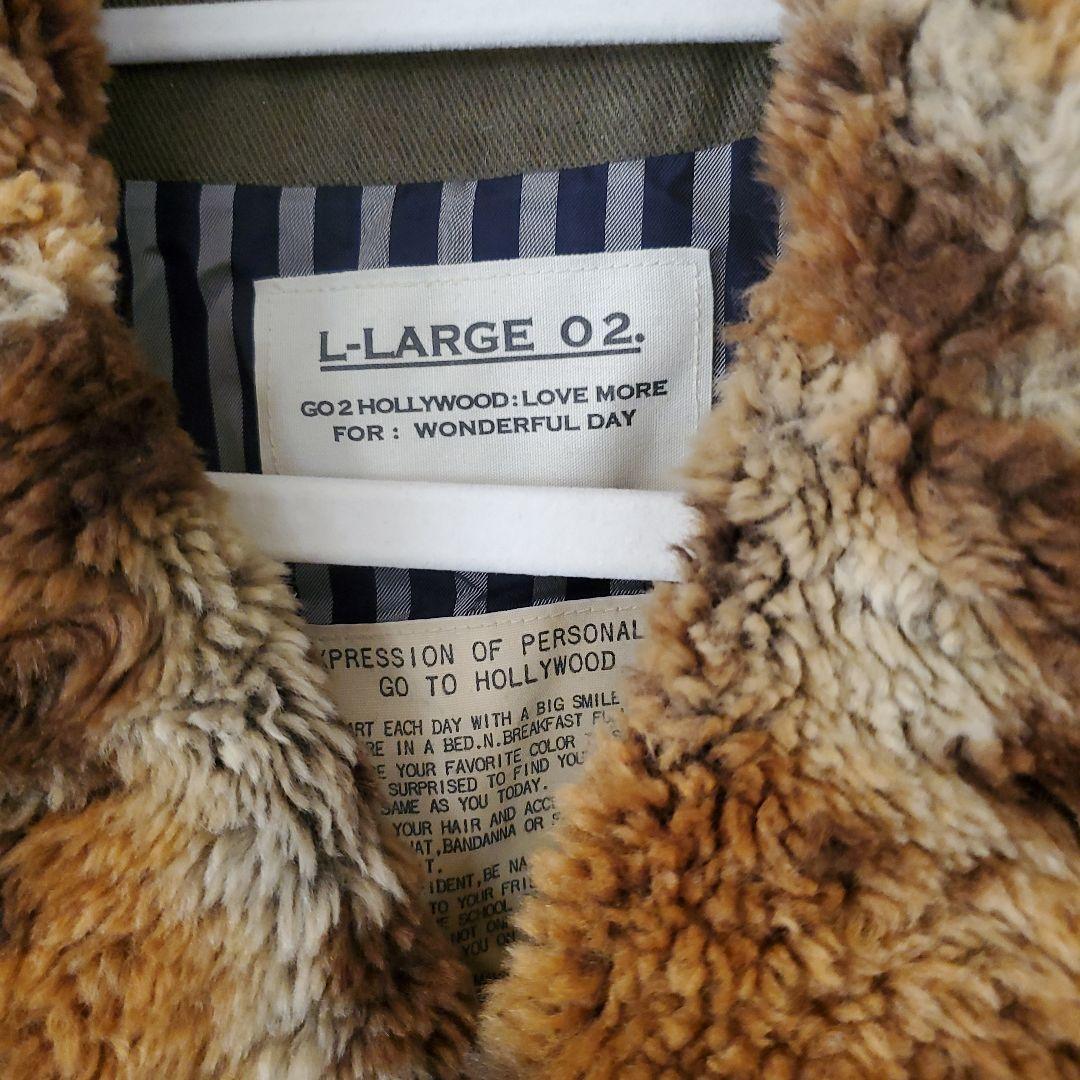 L-LARGE 02.
GO 2 HOLLYWOOD: LOVE MORE
FOR : WONDERFUL DAY
XPRESSION OF PERSONAL
GO TO HOLLYWOOD
ART EACH DAY WITH A BIG SMILE,
RE IN A BED.N.BREAKFAST
E YOUR FAVORITE COLOR
SURPRISED TO FIND YOU
SAME AS YOU TODAY.
YOUR HAIR AND ACC
HAT,BANDANNA OR S
T.
IDENT,BE NA
TO YOUR FRI
E SCHOOL
NOT ON
YOU